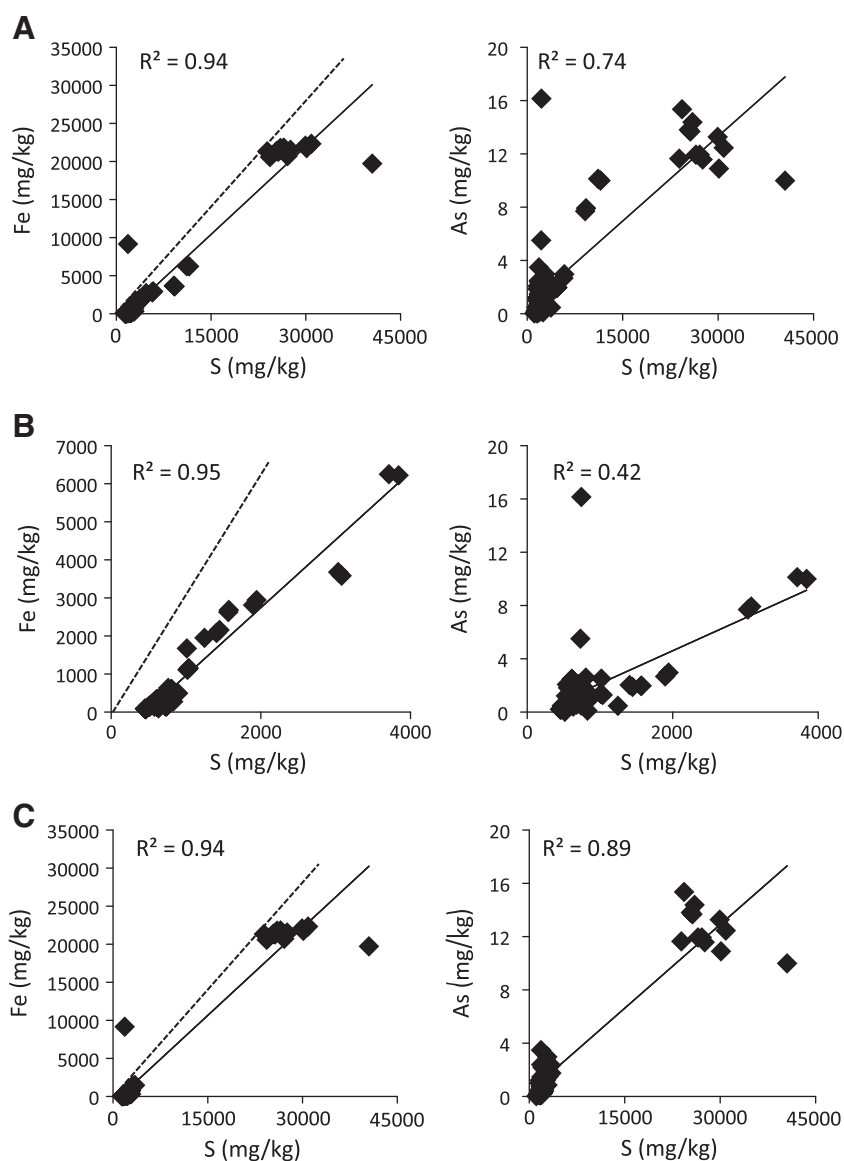 A
R² = 0.94
Fe (mg/kg)
35000
30000
25000
20000
15000
10000
5000
0
0 15000 30000 45000
S (mg/kg)
R² = 0.74
As (mg/kg)
20
16
12
8
4
0
0 15000 30000 45000
S (mg/kg)
B
R² = 0.95
Fe (mg/kg)
7000
6000
5000
4000
3000
2000
1000
0
0 2000 4000
S (mg/kg)
R² = 0.42
As (mg/kg)
20
16
12
8
4
0
0 2000 4000
S (mg/kg)
C
R² = 0.94
Fe (mg/kg)
35000
30000
25000
20000
15000
10000
5000
0
0 15000 30000 45000
S (mg/kg)
R² = 0.89
As (mg/kg)
20
16
12
8
4
0
0 15000 30000 45000
S (mg/kg)